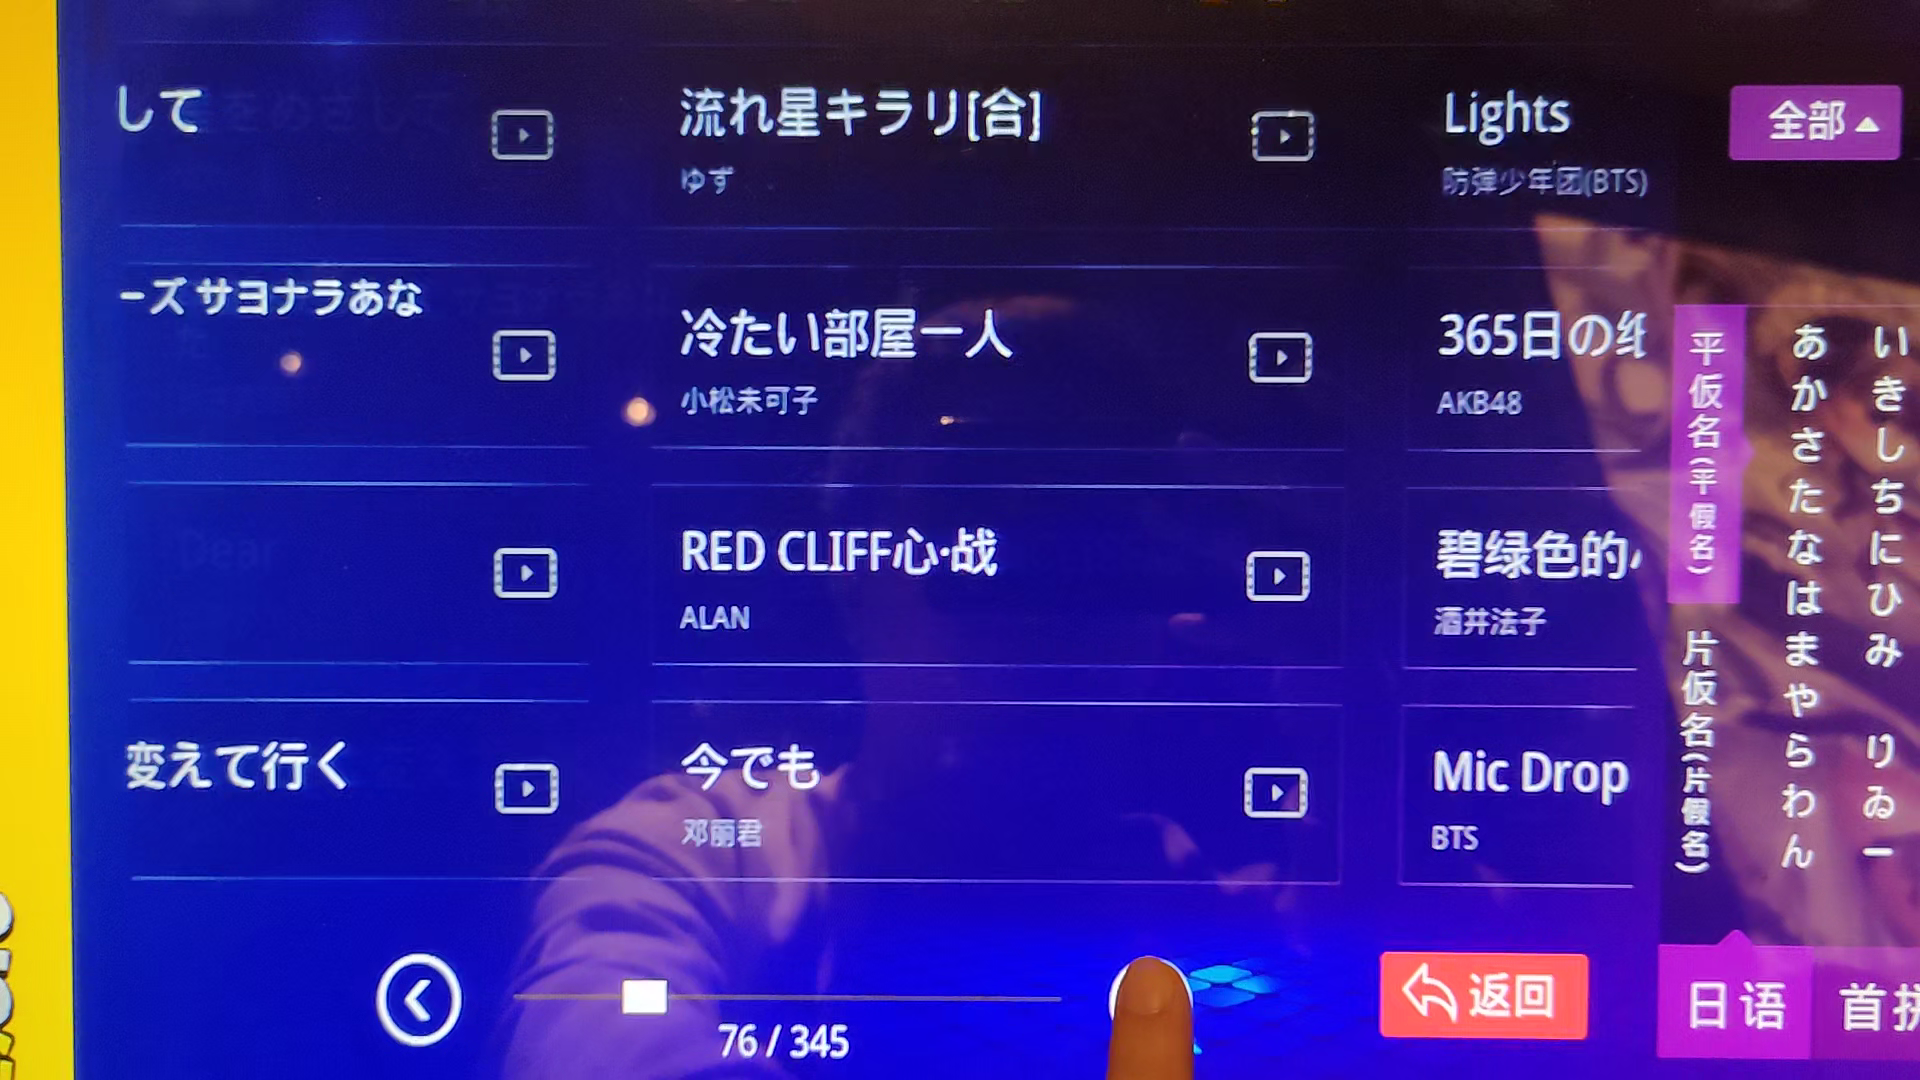 して
流れ星キラリ[合]
ゆず
Lights
防弹少年团(BTS)
全部
ーズ サヨナラあな
冷たい部屋一人
小松未可子
365日の纸
AKB48
RED CLIFF心·战
ALAN
碧绿色的
酒井法子
変えて行く
今でも
邓丽君
Mic Drop
BTS
平仮名(平假名)
片仮名(片假名)
あかさたなはまやらわん
いきしちにひみ りゐー
76 / 345
返回
日语
首拼